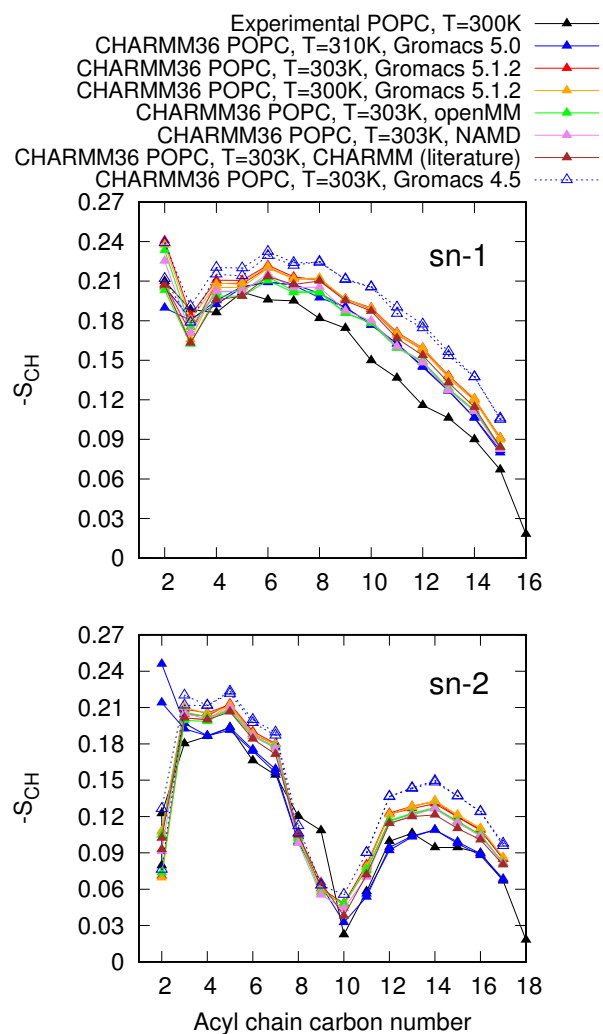 Experimental POPC, T=300K
CHARMM36 POPC, T=310K, Gromacs 5.0
CHARMM36 POPC, T=303K, Gromacs 5.1.2
CHARMM36 POPC, T=300K, Gromacs 5.1.2
CHARMM36 POPC, T=303K, openMM
CHARMM36 POPC, T=303K, NAMD
CHARMM36 POPC, T=303K, CHARMM (literature)
CHARMM36 POPC, T=303K, Gromacs 4.5
sn-1
-S_CH
0.27
0.24
0.21
0.18
0.15
0.12
0.09
0.06
0.03
0
2 4 6 8 10 12 14 16
sn-2
-S_CH
0.27
0.24
0.21
0.18
0.15
0.12
0.09
0.06
0.03
0
2 4 6 8 10 12 14 16 18
Acyl chain carbon number